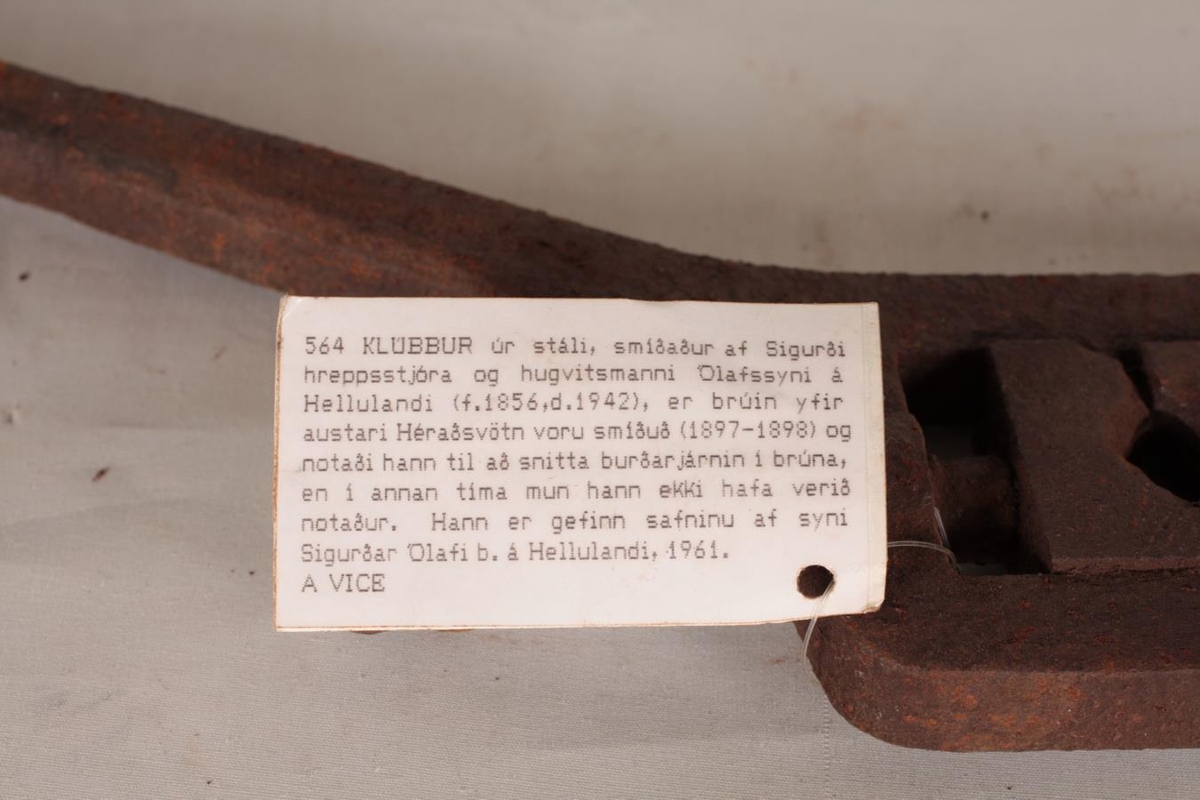 564 KLUBBUR úr stáli, smíðaður af Sigurði
hreppsstjóra og hugvitsmanni Ólafssyni á
Hellulandi (f.1856,d.1942), er brúin yfir
austari Héraðsvötn voru smíðuð (1897-1898) og
notaði hann til að snitta burðarjárnin í brúna,
en í annan tíma mun hann ekki hafa verið
notaður. Hann er gefinn safninu af syni
Sigurðar Ólafi b. á Hellulandi, 1961.
A VICE